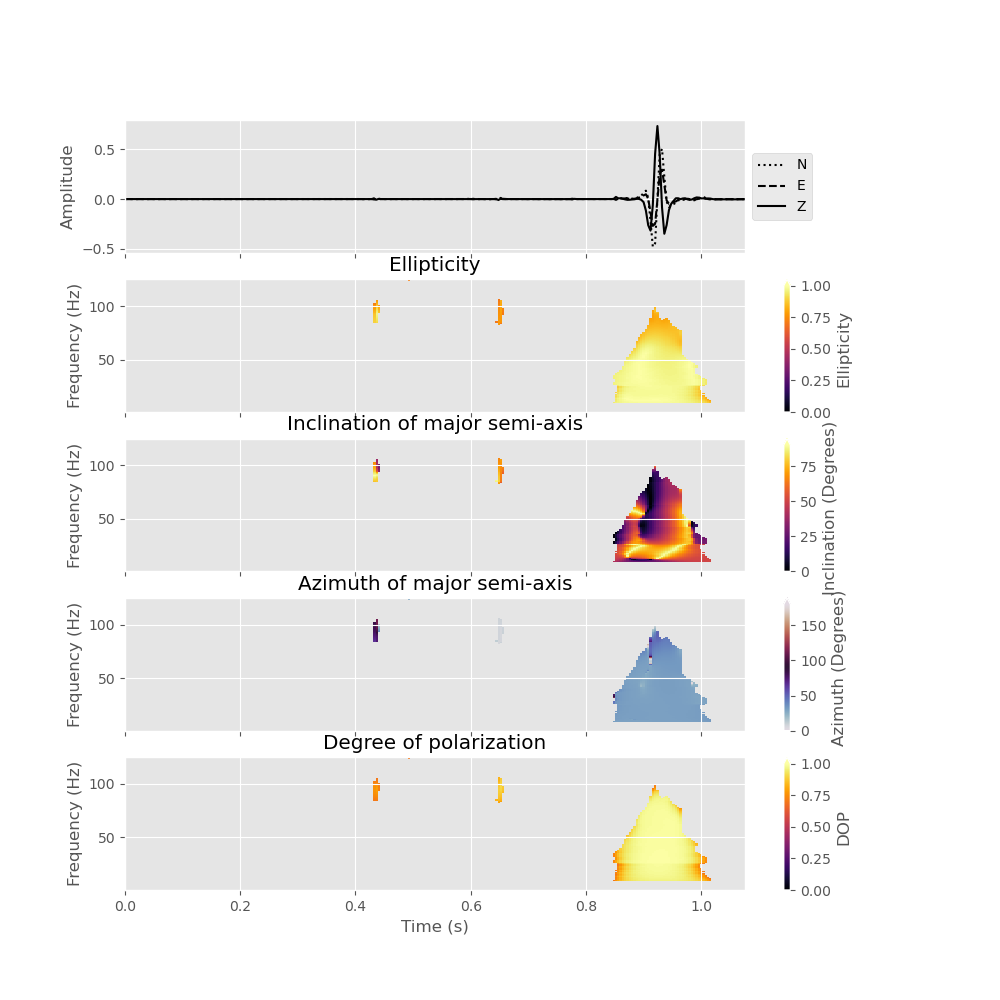 0.5
0.0
−0.5
Amplitude
N
E
Z
Ellipticity
100
50
Frequency (Hz)
1.00
0.75
0.50
0.25
0.00
Ellipticity
Inclination of major semi-axis
100
50
Frequency (Hz)
75
50
25
0
Inclination (Degrees)
Azimuth of major semi-axis
100
50
Frequency (Hz)
150
100
50
0
Azimuth (Degrees)
Degree of polarization
100
50
Frequency (Hz)
1.00
0.75
0.50
0.25
0.00
DOP
0.0 0.2 0.4 0.6 0.8 1.0
Time (s)